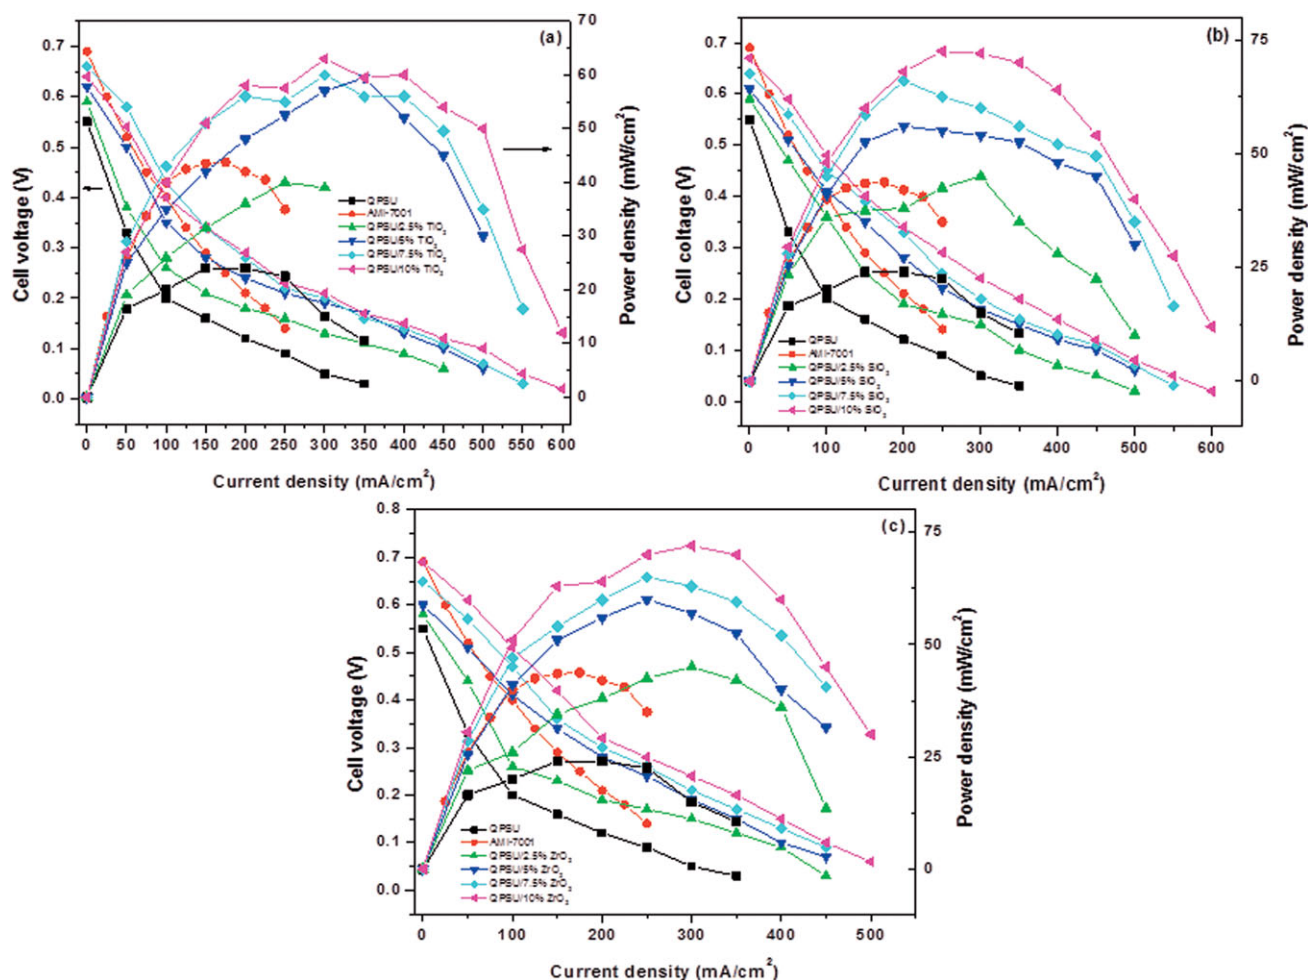 (a)
Cell voltage (V)
0.7
0.6
0.5
0.4
0.3
0.2
0.1
0.0
70
60
50
40
30
20
10
0
Power density (mW/cm²)
QPSU
AMI-7001
QPSU/2.5% TiO₂
QPSU/5% TiO₂
QPSU/7.5% TiO₂
QPSU/10% TiO₂
0 50 100 150 200 250 300 350 400 450 500 550 600
Current density (mA/cm²)
(b)
Cell coltage (V)
0.7
0.6
0.5
0.4
0.3
0.2
0.1
0.0
75
50
25
0
Power density (mW/cm²)
QPSU
AMI-7001
QPSU/2.5% SiO₂
QPSU/5% SiO₂
QPSU/7.5% SiO₂
QPSU/10% SiO₂
0 100 200 300 400 500 600
Current density (mA/cm²)
(c)
Cell voltage (V)
0.8
0.7
0.6
0.5
0.4
0.3
0.2
0.1
0.0
75
50
25
0
Power density (mW/cm²)
QPSU
AMI-7001
QPSU/2.5% ZrO₂
QPSU/5% ZrO₂
QPSU/7.5% ZrO₂
QPSU/10% ZrO₂
0 100 200 300 400 500
Current density (mA/cm²)